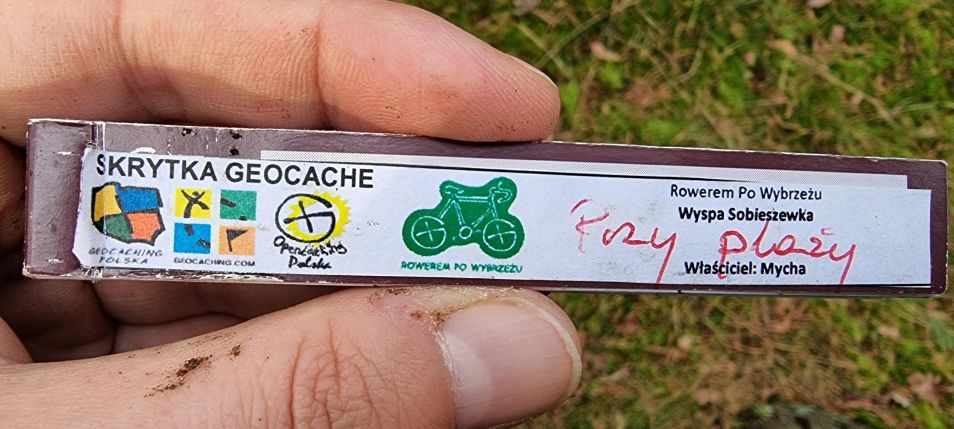 SKRYTKA GEOCACHE
GEOCACHING
POLSKA
GEOCACHING.COM
Opencaching
Polska
ROWEREM PO WYBRZEŻU
Rowerem Po Wybrzeżu
Wyspa Sobieszewka
Przy plaży
Właściciel: Mycha